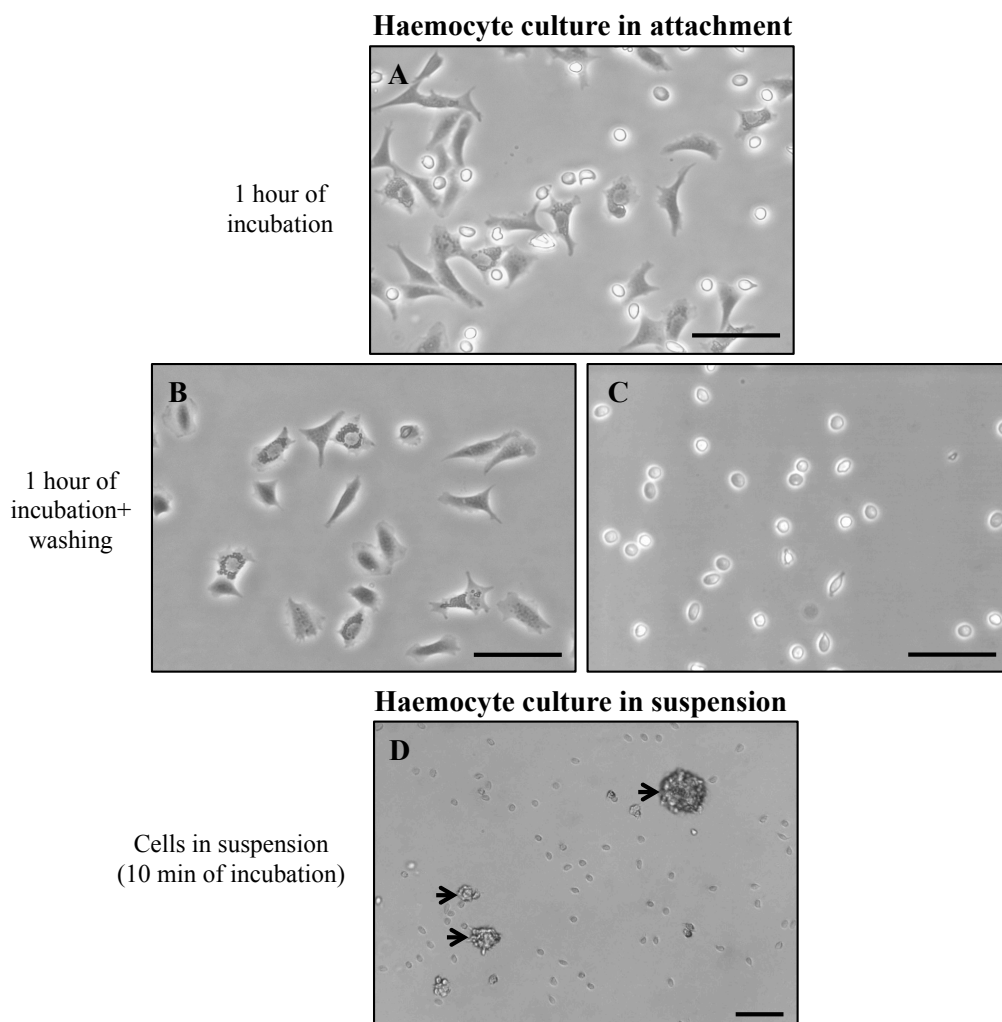 Haemocyte culture in attachment
A
1 hour of
incubation
B
C
1 hour of
incubation+
washing
Haemocyte culture in suspension
D
Cells in suspension
(10 min of incubation)